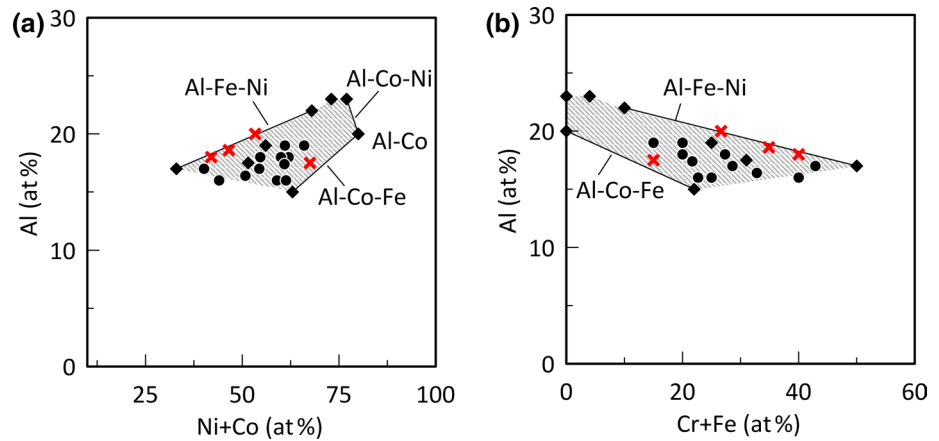 (a)
30
20
10
0
Al (at %)
25
50
75
100
Ni+Co (at %)
Al-Fe-Ni
Al-Co-Ni
Al-Co
Al-Co-Fe
(b)
30
20
10
0
Al (at %)
0
20
40
60
Cr+Fe (at %)
Al-Fe-Ni
Al-Co-Fe